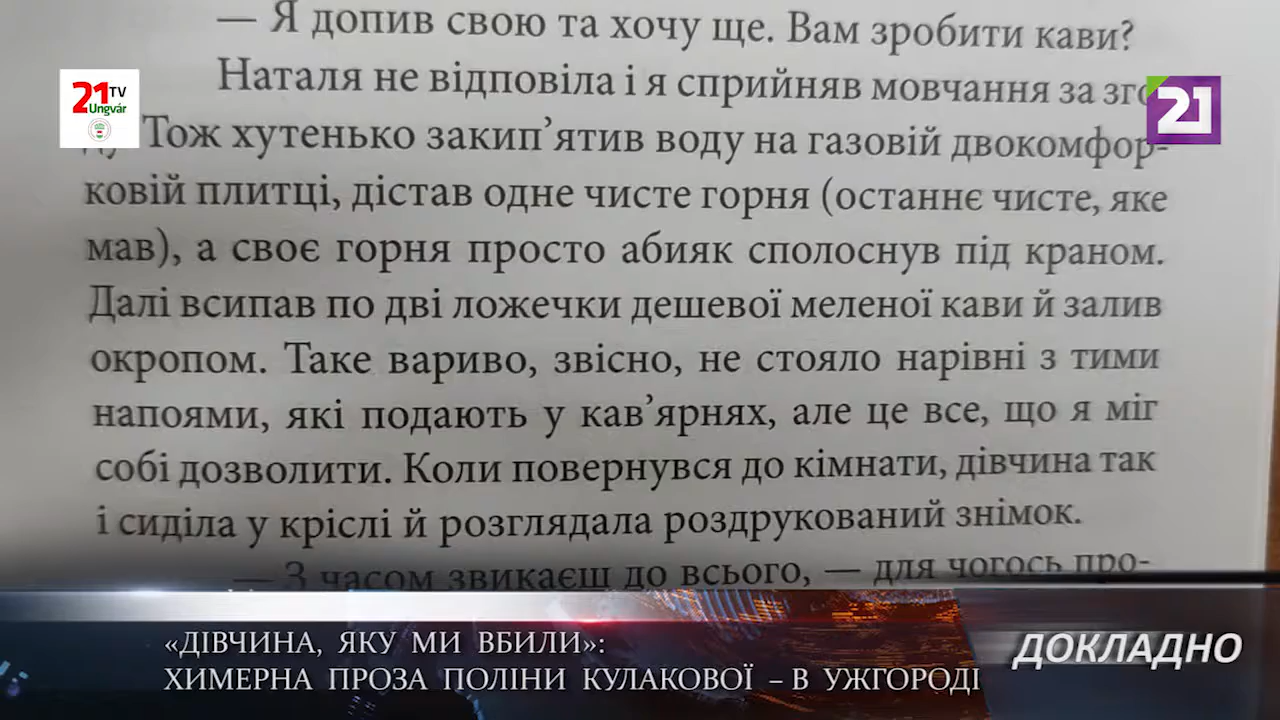 — Я допив свою та хочу ще. Вам зробити кави?
Наталя не відповіла і я сприйняв мовчання за зго
21TV
Ungvár
21
ду. Тож хутенько закип’ятив воду на газовій двокомфор-
ковій плитці, дістав одне чисте горня (останнє чисте, яке
мав), а своє горня просто абияк сполоснув під краном.
Далі всипав по дві ложечки дешевої меленої кави й залив
окропом. Таке вариво, звісно, не стояло нарівні з тими
напоями, які подають у кав’ярнях, але це все, що я міг
собі дозволити. Коли повернувся до кімнати, дівчина так
і сиділа у кріслі й розглядала роздрукований знімок.
— З часом звикаєш до всього, — для чогось про-
«ДІВЧИНА, ЯКУ МИ ВБИЛИ»:
ХИМЕРНА ПРОЗА ПОЛІНИ КУЛАКОВОЇ – В УЖГОРОДІ
ДОКЛАДНО